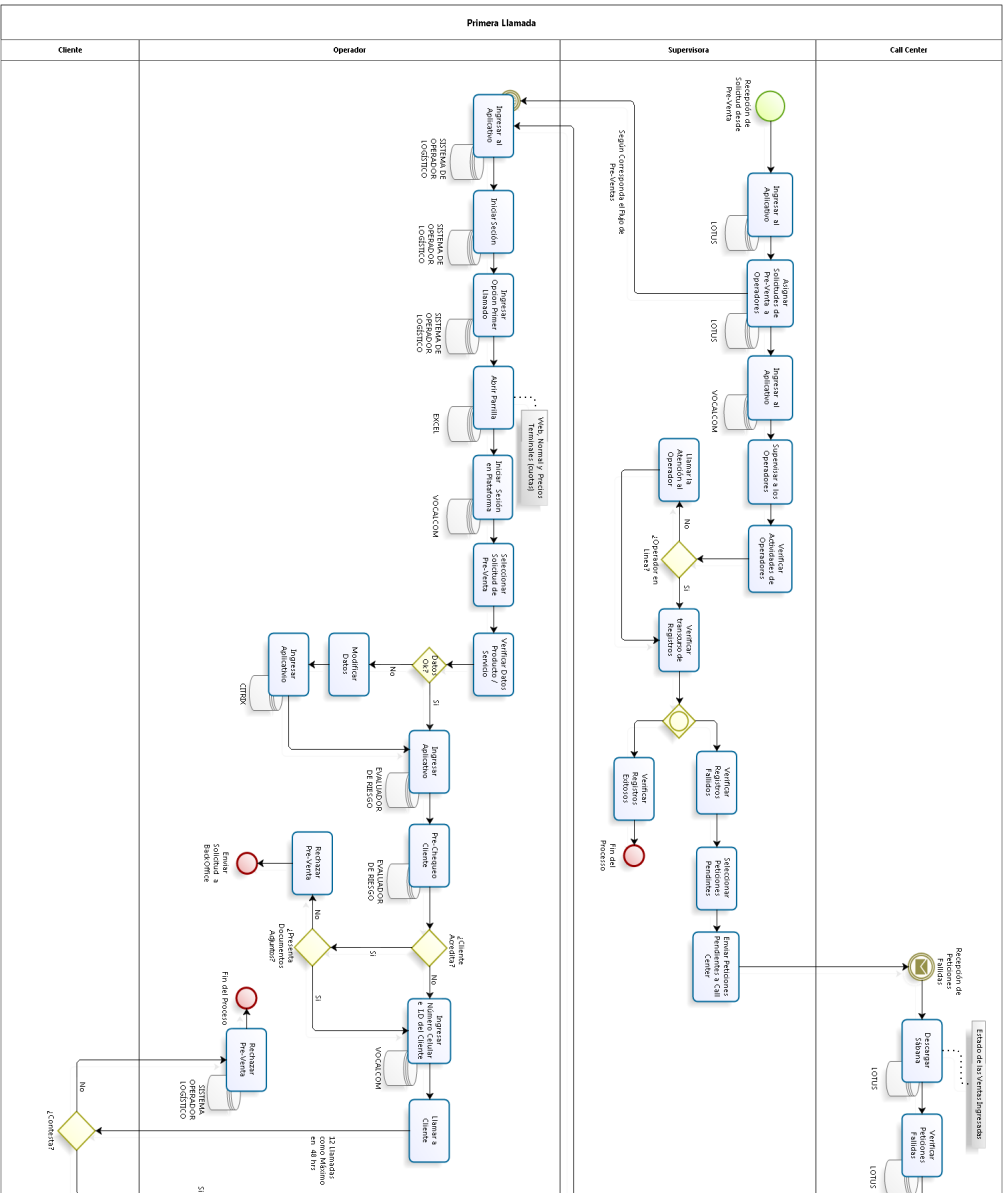 Primera Llamada
Cliente
Operador
Supervisora
Call Center
Recepción de
Solicitud desde
Pre-Venta
Ingresar al
Aplicativo
LOTUS
Asignar
Solicitudes de
Pre-Venta a
Operadores
LOTUS
Según Corresponda el Flujo de
Pre-Ventas
Ingresar al
Aplicativo
VOCALCOM
Supervisar a los
Operadores
Verificar
Actividades de
Operadores
¿Operador en
Linea?
No
Si
Llamar la
Atención al
Operador
Verificar
transcurso de
Registros
Verificar
Registros
Fallidos
Verificar
Registros
Exitosos
Fin del
Processo
Seleccionar
Peticiones
Pendintes
Enviar Peticiones
Pendientes a Call
Center
Recepción de
Peticiones
Fallidas
Descargar
Sábana
LOTUS
Estado de las Ventas Ingresadas
Verificar
Peticiones
Fallidas
LOTUS
Ingresar al
Aplicativo
SISTEMA DE
OPERADOR
LOGÍSTICO
Iniciar Seción
SISTEMA DE
OPERADOR
LOGÍSTICO
Ingresar
Opcion Primer
Llamado
SISTEMA DE
OPERADOR
LOGÍSTICO
Abrir Parrilla
EXCEL
Web, Normal y Precios
Terminales (cuotas)
Iniciar Sesión
en Plataforma
VOCALCOM
Seleccionar
Solicitud de
Pre-Venta
Verificar Datos
Producto /
Servicio
Datos
Ok?
No
Si
Modificar
Datos
Ingresar
Aplicativio
CITRIX
Ingresar
Aplicativo
EVALUADOR
DE RIESGO
Pre-Chequeo
Cliente
EVALUADOR
DE RIESGO
¿Cliente
Acredita?
Si
No
¿Presenta
Documentos
Adjuntos?
No
Si
Rechazar
Pre-Venta
Enviar
Solicitud a
BackOffice
Ingresar
Número Celular
e I.D del Cliente
VOCALCOM
Llamar a
Cliente
12 Llamadas
como Máximo
en 48 hrs
¿Contesta?
No
Si
Rechazar
Pre-Venta
SISTEMA
OPERADOR
LOGÍSTICO
Fin del Proceso